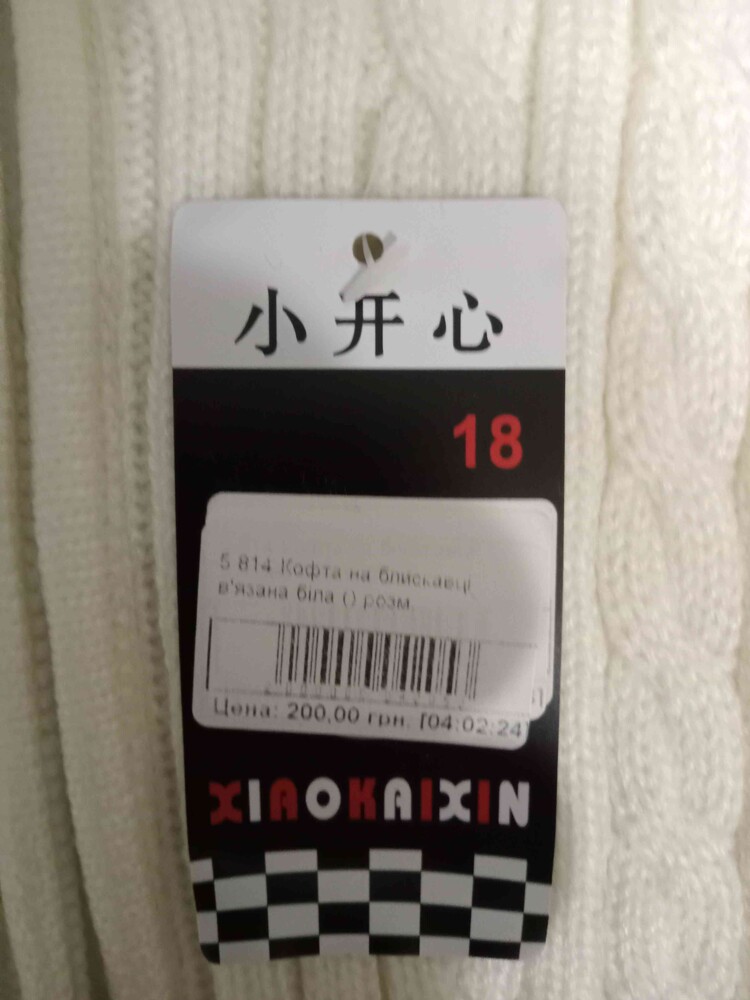 小开心
18
5 814 Кофта на блискавці
в'язана біла () розм.
Цена: 200,00 грн. [04:02:24]
XIAOKAIXIN